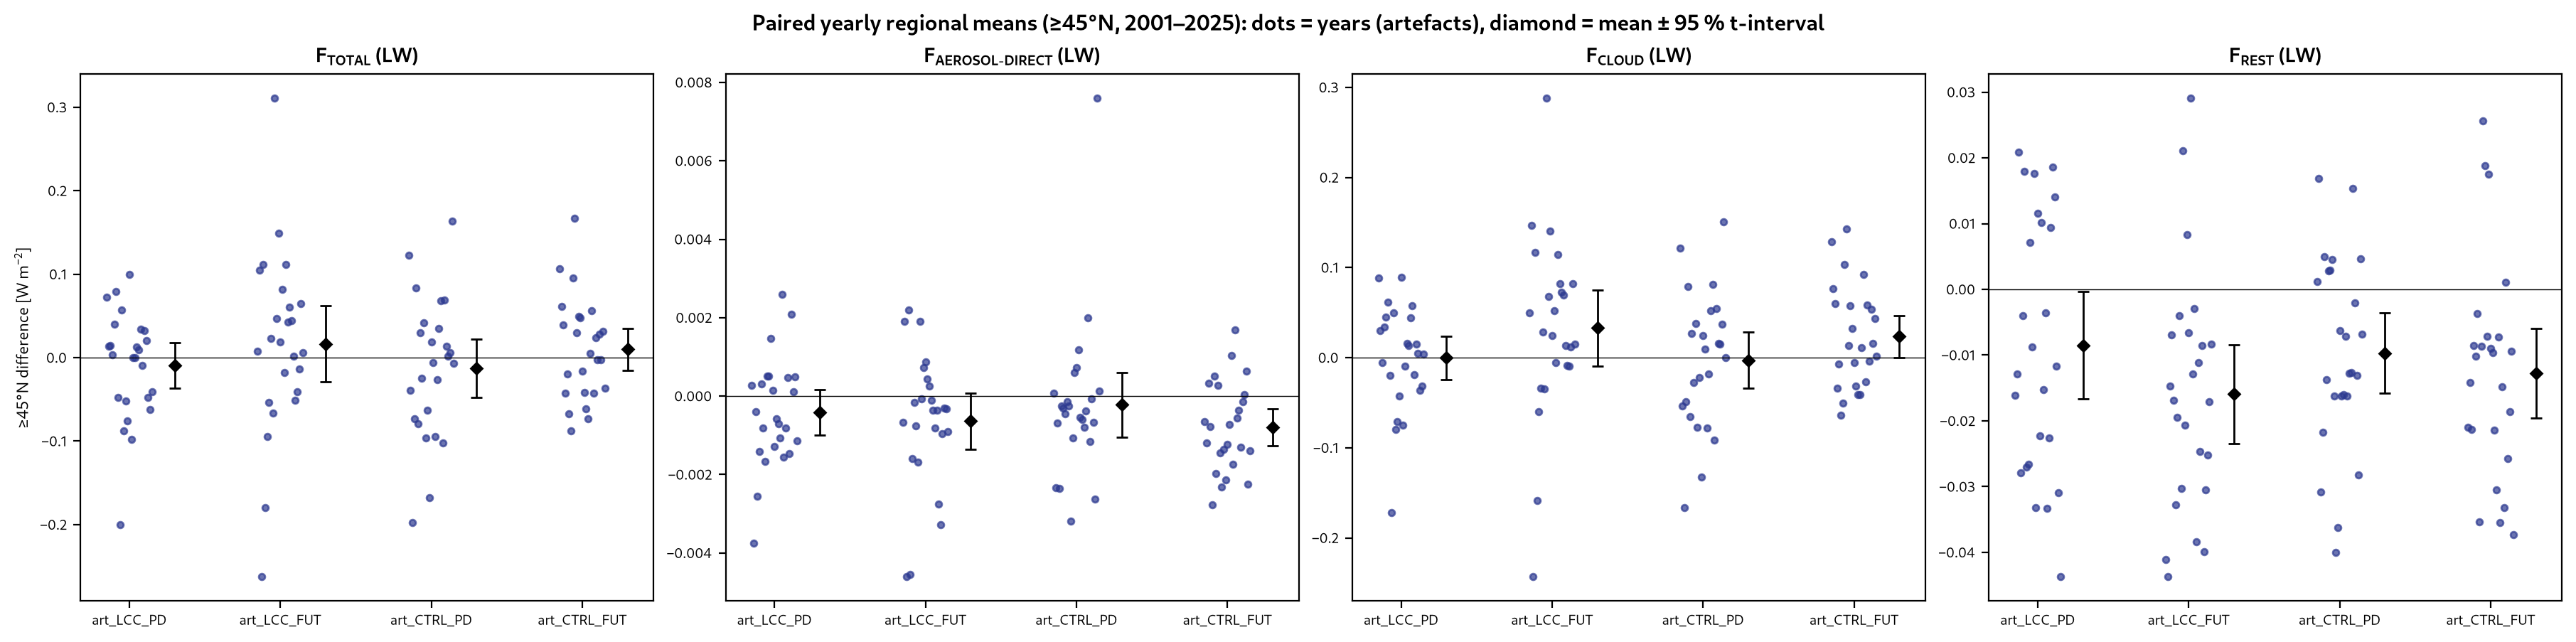 Paired yearly regional means (≥45°N, 2001–2025): dots = years (artefacts), diamond = mean ± 95 % t-interval
F_TOTAL (LW)
F_AEROSOL-DIRECT (LW)
F_CLOUD (LW)
F_REST (LW)
≥45°N difference [W m⁻²]
0.3
0.2
0.1
0.0
−0.1
−0.2
art_LCC_PD art_LCC_FUT art_CTRL_PD art_CTRL_FUT
0.008
0.006
0.004
0.002
0.000
−0.002
−0.004
art_LCC_PD art_LCC_FUT art_CTRL_PD art_CTRL_FUT
0.3
0.2
0.1
0.0
−0.1
−0.2
art_LCC_PD art_LCC_FUT art_CTRL_PD art_CTRL_FUT
0.03
0.02
0.01
0.00
−0.01
−0.02
−0.03
−0.04
art_LCC_PD art_LCC_FUT art_CTRL_PD art_CTRL_FUT